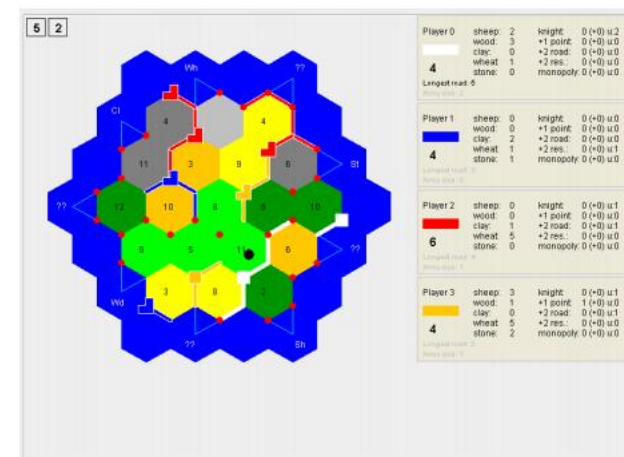 5 2
Wh ??
Cl 4 4
11 3 9 6 St
?? 12 10 8 6 10
9 5 11 6 ??
Wd 3 8 2
?? Sh
Player 0 sheep: 2 knight 0 (+0) u:2
wood: 3 +1 point 0 (+0) u:0
clay: 0 +2 road: 0 (+0) u:0
4 wheat 1 +2 res.: 0 (+0) u:0
stone: 0 monopoly: 0 (+0) u:0
Longest road:
Player 1 sheep: 0 knight 0 (+0) u:0
wood: 0 +1 point 0 (+0) u:0
clay: 2 +2 road: 0 (+0) u:0
4 wheat 1 +2 res.: 0 (+0) u:0
stone: 1 monopoly: 0 (+0) u:0
Player 2 sheep: 0 knight 0 (+0) u:1
wood: 0 +1 point 0 (+0) u:0
clay: 1 +2 road: 0 (+0) u:1
6 wheat 5 +2 res.: 0 (+0) u:0
stone: 0 monopoly: 0 (+0) u:0
Player 3 sheep: 3 knight 0 (+0) u:1
wood: 1 +1 point 1 (+0) u:0
clay: 0 +2 road: 0 (+0) u:1
4 wheat 5 +2 res.: 0 (+0) u:0
stone: 2 monopoly: 0 (+0) u:0